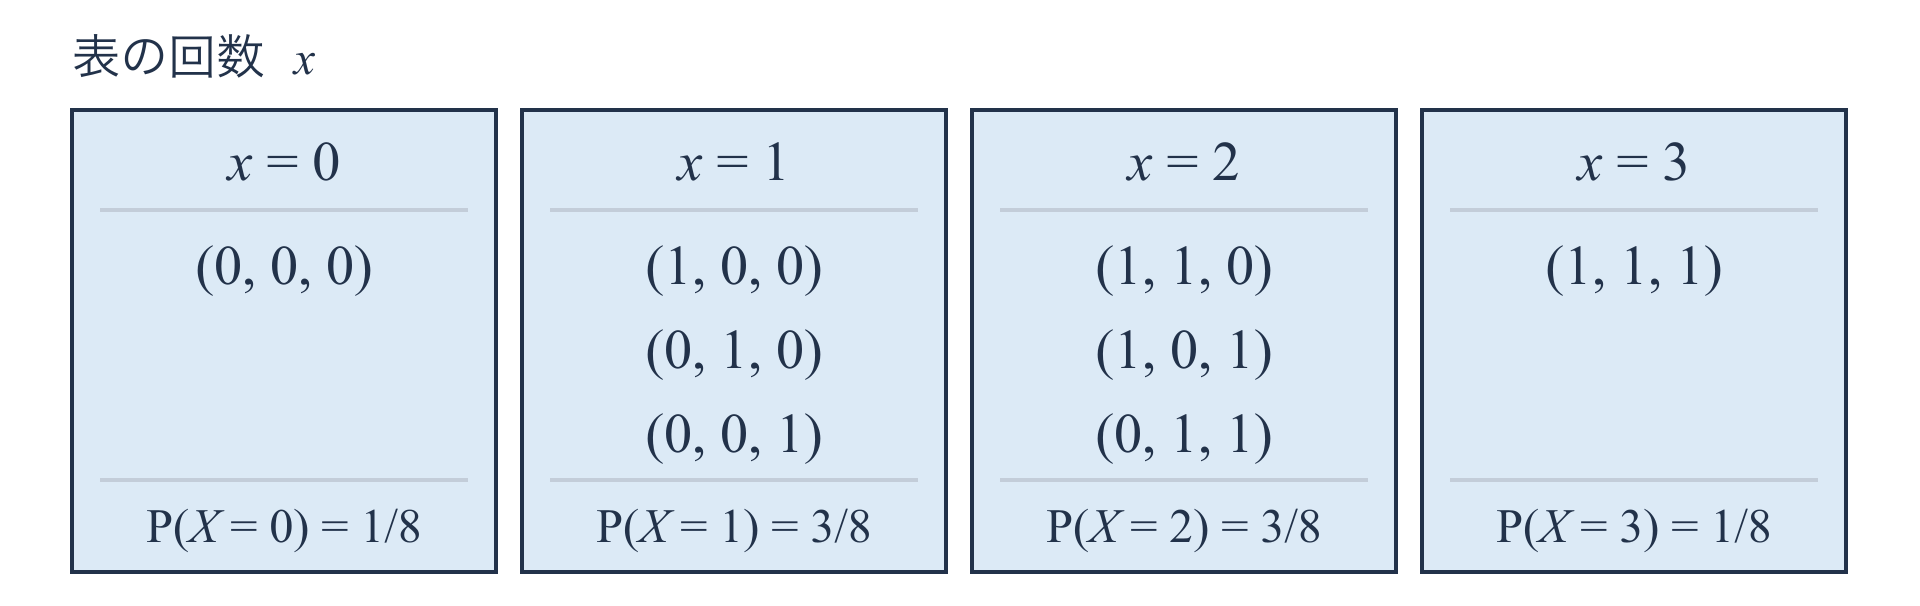 表の回数 x
x = 0
(0, 0, 0)
P(X = 0) = 1/8
x = 1
(1, 0, 0)
(0, 1, 0)
(0, 0, 1)
P(X = 1) = 3/8
x = 2
(1, 1, 0)
(1, 0, 1)
(0, 1, 1)
P(X = 2) = 3/8
x = 3
(1, 1, 1)
P(X = 3) = 1/8